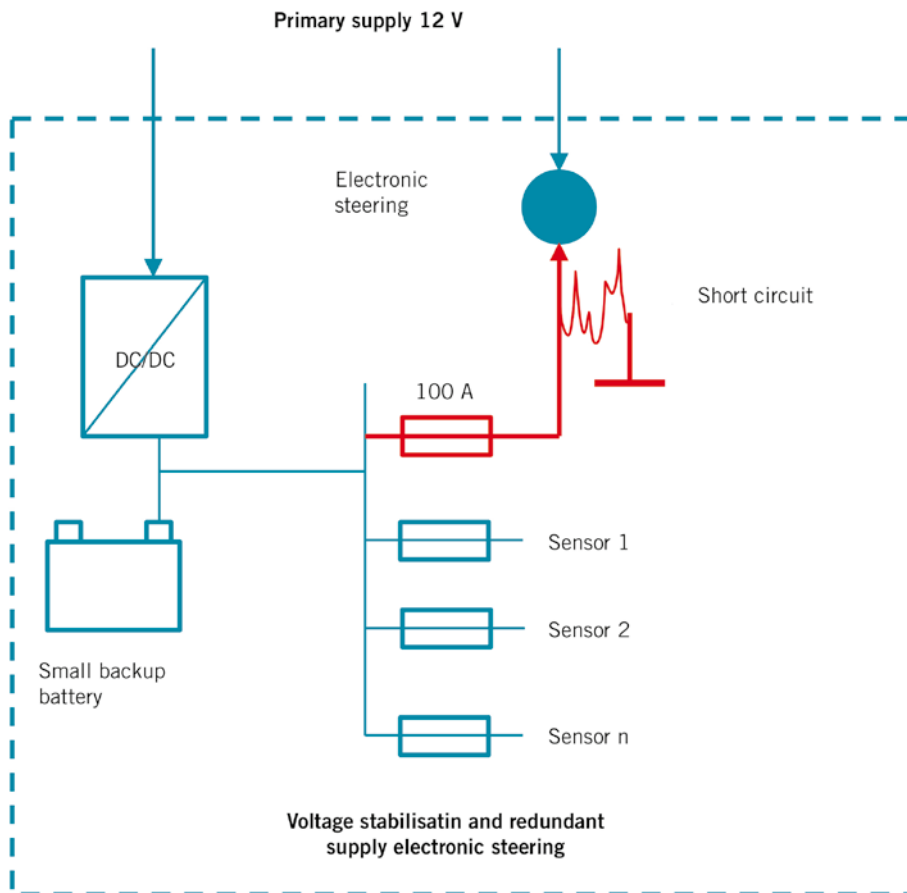 Primary supply 12 V
Electronic
steering
Short circuit
DC/DC
100 A
Sensor 1
Sensor 2
Small backup
battery
Sensor n
Voltage stabilisatin and redundant
supply electronic steering